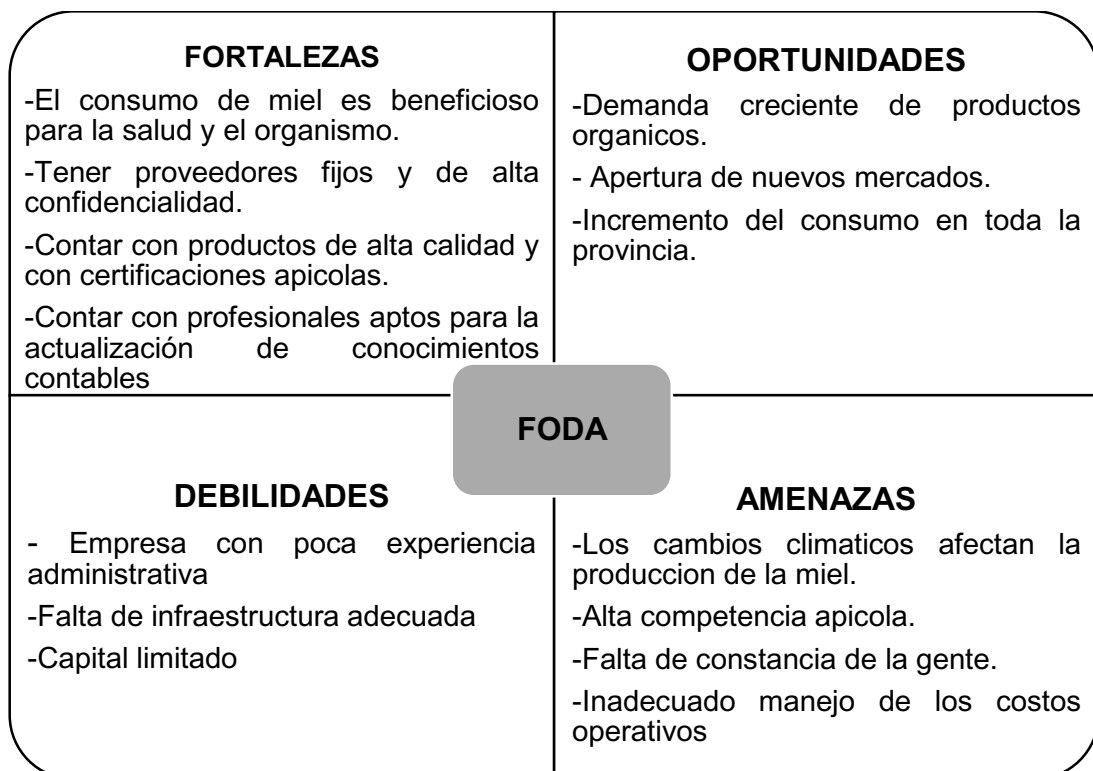 FORTALEZAS
-El consumo de miel es beneficioso
para la salud y el organismo.
-Tener proveedores fijos y de alta
confidencialidad.
-Contar con productos de alta calidad y
con certificaciones apicolas.
-Contar con profesionales aptos para la
actualización de conocimientos
contables
OPORTUNIDADES
-Demanda creciente de productos
organicos.
- Apertura de nuevos mercados.
-Incremento del consumo en toda la
provincia.
FODA
DEBILIDADES
- Empresa con poca experiencia
administrativa
-Falta de infraestructura adecuada
-Capital limitado
AMENAZAS
-Los cambios climaticos afectan la
produccion de la miel.
-Alta competencia apicola.
-Falta de constancia de la gente.
-Inadecuado manejo de los costos
operativos